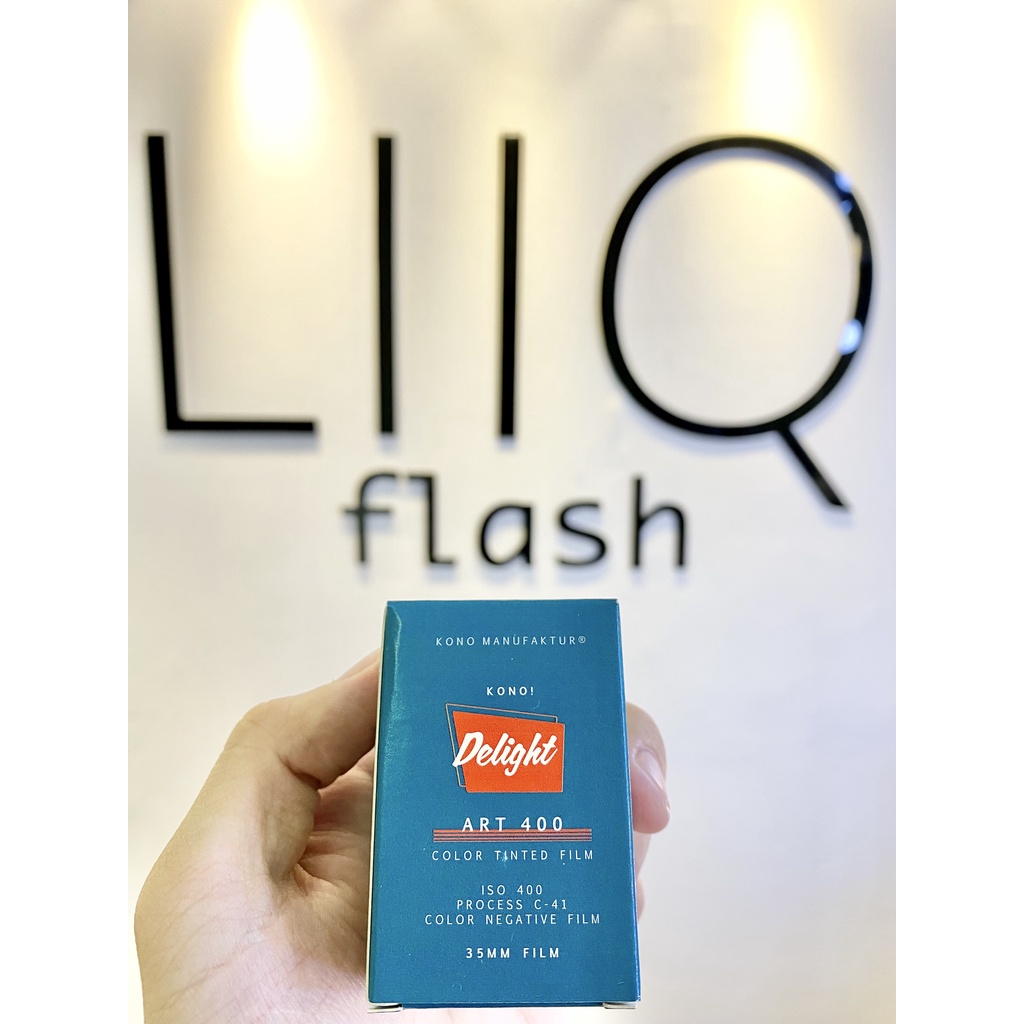 LIIQ
flash
KONO MANUFAKTUR®
KONO!
Delight
ART 400
COLOR TINTED FILM
ISO 400
PROCESS C-41
COLOR NEGATIVE FILM
35MM FILM